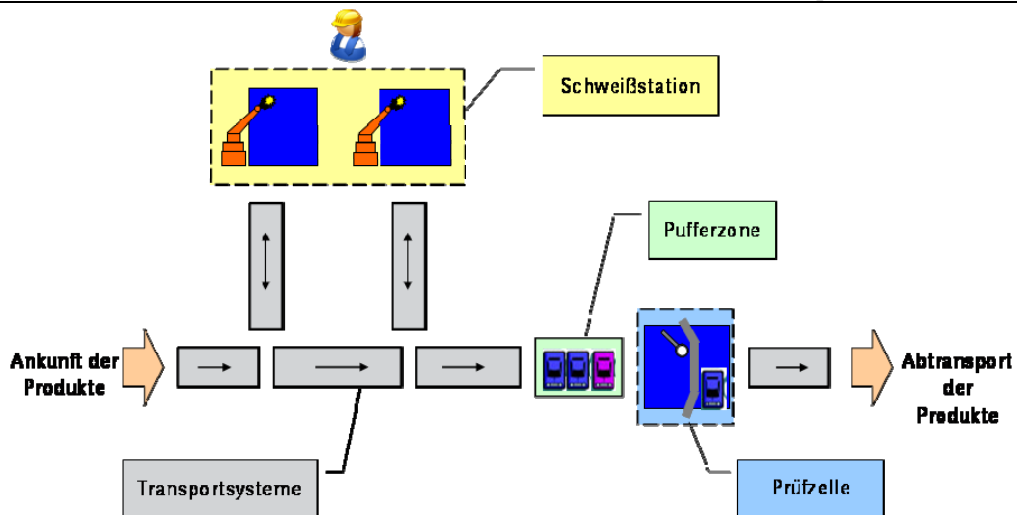 Schweißstation
Pufferzone
Ankunft der
Produkte
Abtransport
der
Produkte
Transportsysteme
Prüfzelle